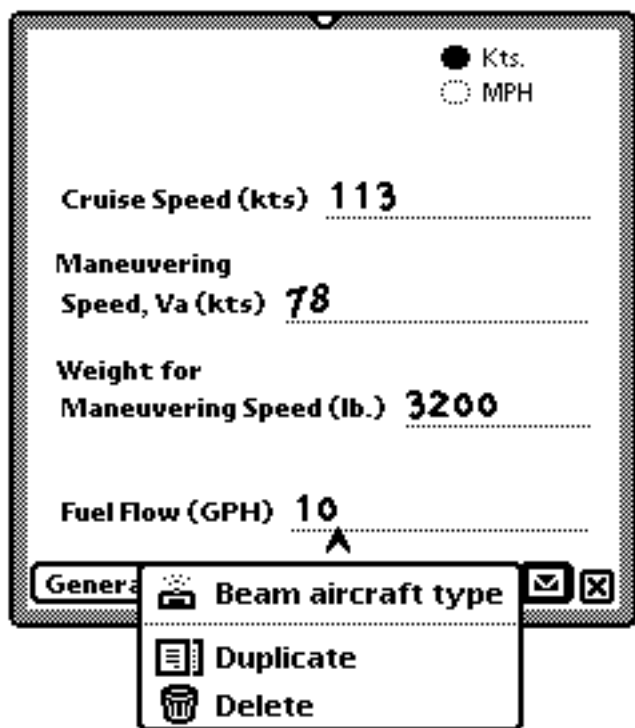 Kts.
MPH
Cruise Speed (kts) 113
Maneuvering
Speed, Va (kts) 78
Weight for
Maneuvering Speed (lb.) 3200
Fuel Flow (GPH) 10
Genera
Beam aircraft type
Duplicate
Delete